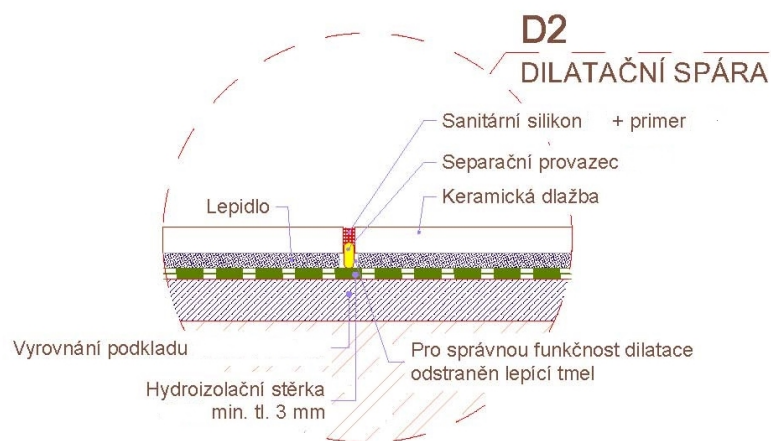 D2
DILATAČNÍ SPÁRA
Sanitární silikon + primer
Separační provazec
Keramická dlažba
Lepidlo
Vyrovnání podkladu
Pro správnou funkčnost dilatace
odstraněn lepící tmel
Hydroizolační stěrka
min. tl. 3 mm